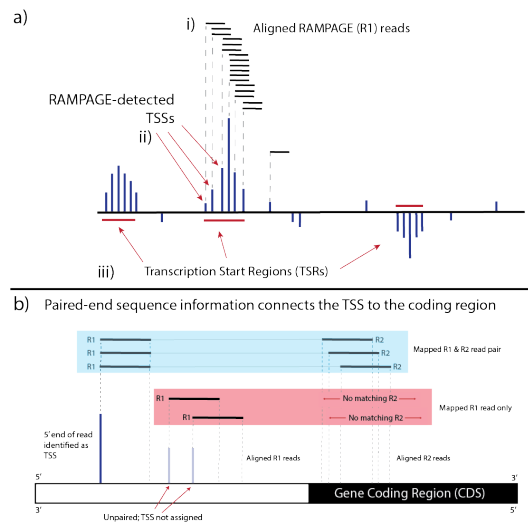 a)
i)
Aligned RAMPAGE (R1) reads
RAMPAGE-detected
TSSs
ii)
iii)
Transcription Start Regions (TSRs)
b)
Paired-end sequence information connects the TSS to the coding region
R1
R2
R1
R2
R1
R2
Mapped R1 & R2 read pair
R1
No matching R2
R1
No matching R2
Mapped R1 read only
5' end of read
identified as
TSS
Aligned R1 reads
Aligned R2 reads
5'
3'
Gene Coding Region (CDS)
3'
5'
Unpaired; TSS not assigned